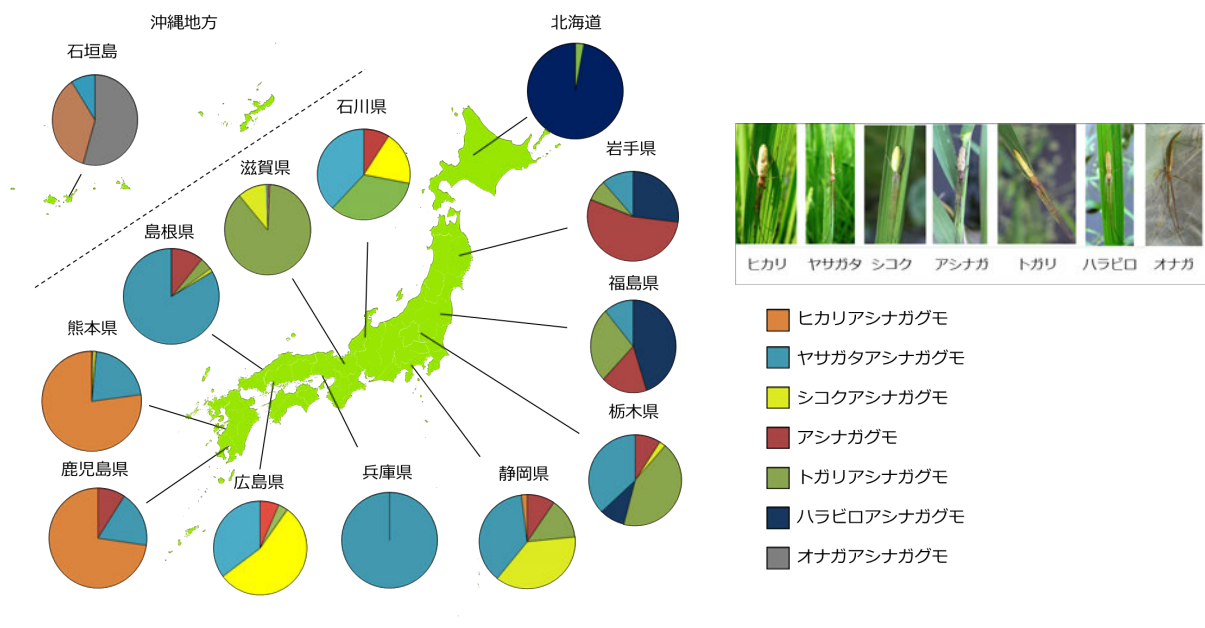 沖縄地方
北海道
石垣島
石川県
岩手県
滋賀県
島根県
福島県
熊本県
栃木県
鹿児島県
広島県
兵庫県
静岡県
ヒカリ ヤサガタ シコク アシナガ トガリ ハラビロ オナガ
ヒカリアシナガグモ
ヤサガタアシナガグモ
シコクアシナガグモ
アシナガグモ
トガリアシナガグモ
ハラビロアシナガグモ
オナガアシナガグモ